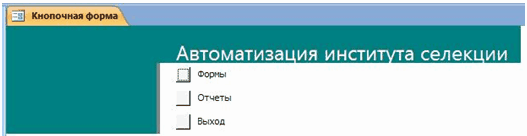 Кнопочная форма
Автоматизация института селекции
Формы
Отчеты
Выход